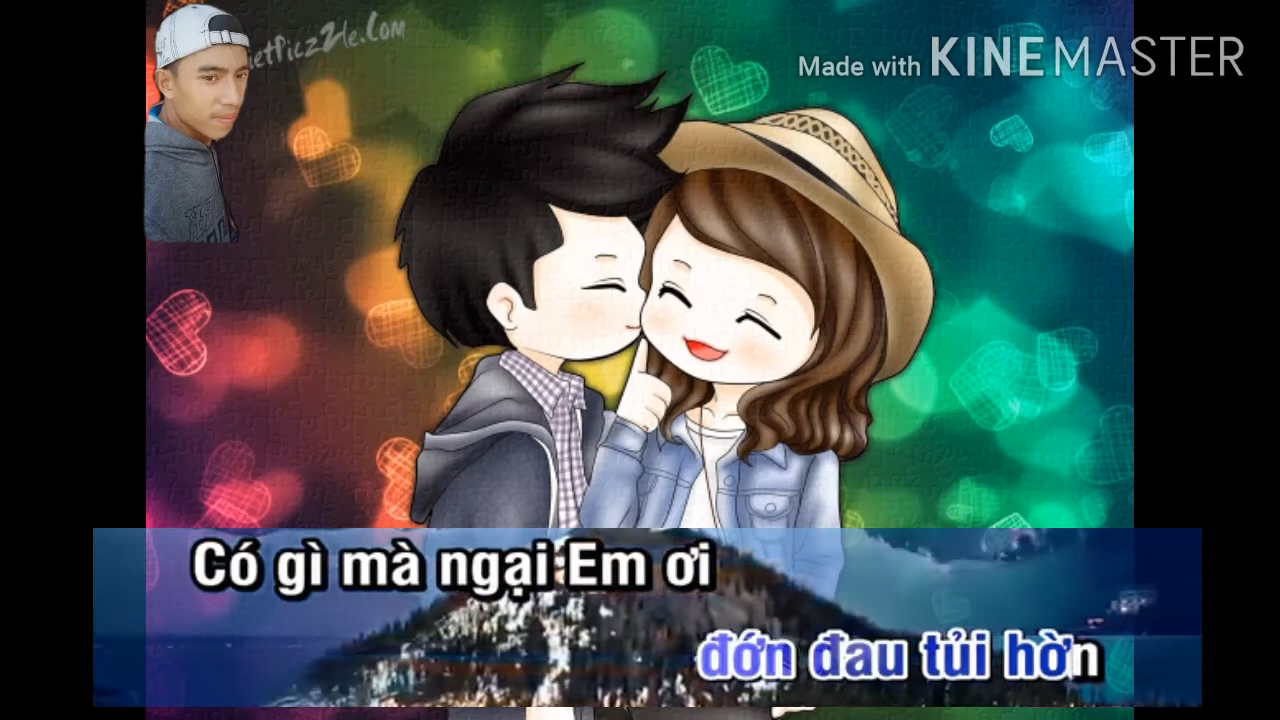 Made with KINEMASTER
Có gì mà ngại Em ơi
đớn đau tủi hờn